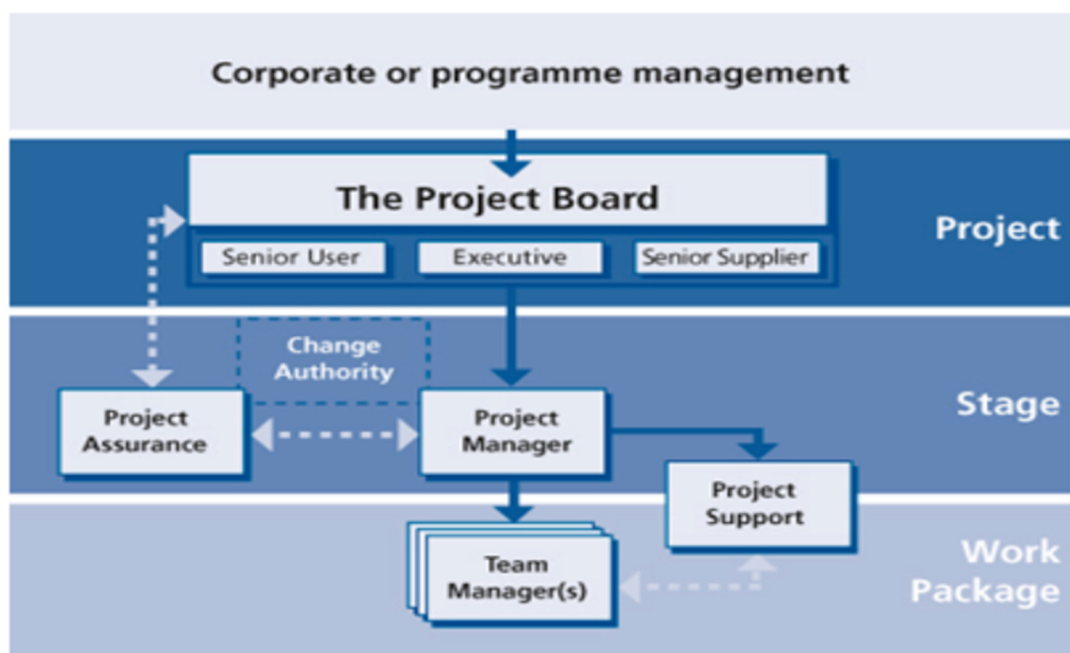 Corporate or programme management
The Project Board
Project
Senior User
Executive
Senior Supplier
Change
Authority
Stage
Project
Assurance
Project
Manager
Project
Support
Work
Package
Team
Manager(s)